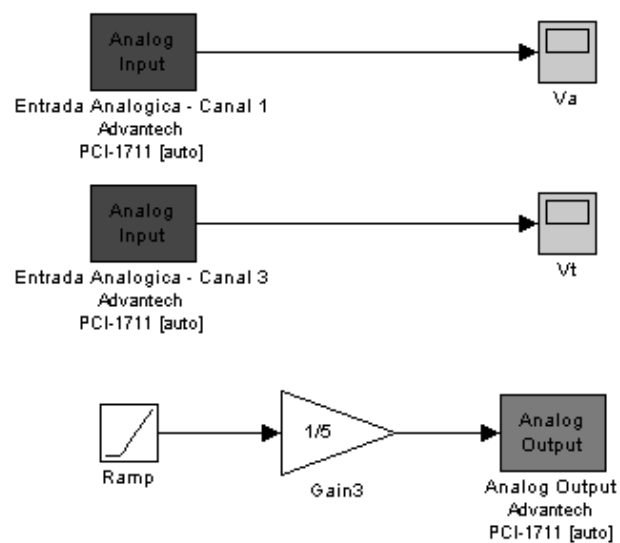 Analog
Input
Entrada Analogica - Canal 1
Advantech
PCI-1711 [auto]
Va
Analog
Input
Entrada Analogica - Canal 3
Advantech
PCI-1711 [auto]
Vt
Ramp
1/5
Gain3
Analog
Output
Analog Output
Advantech
PCI-1711 [auto]